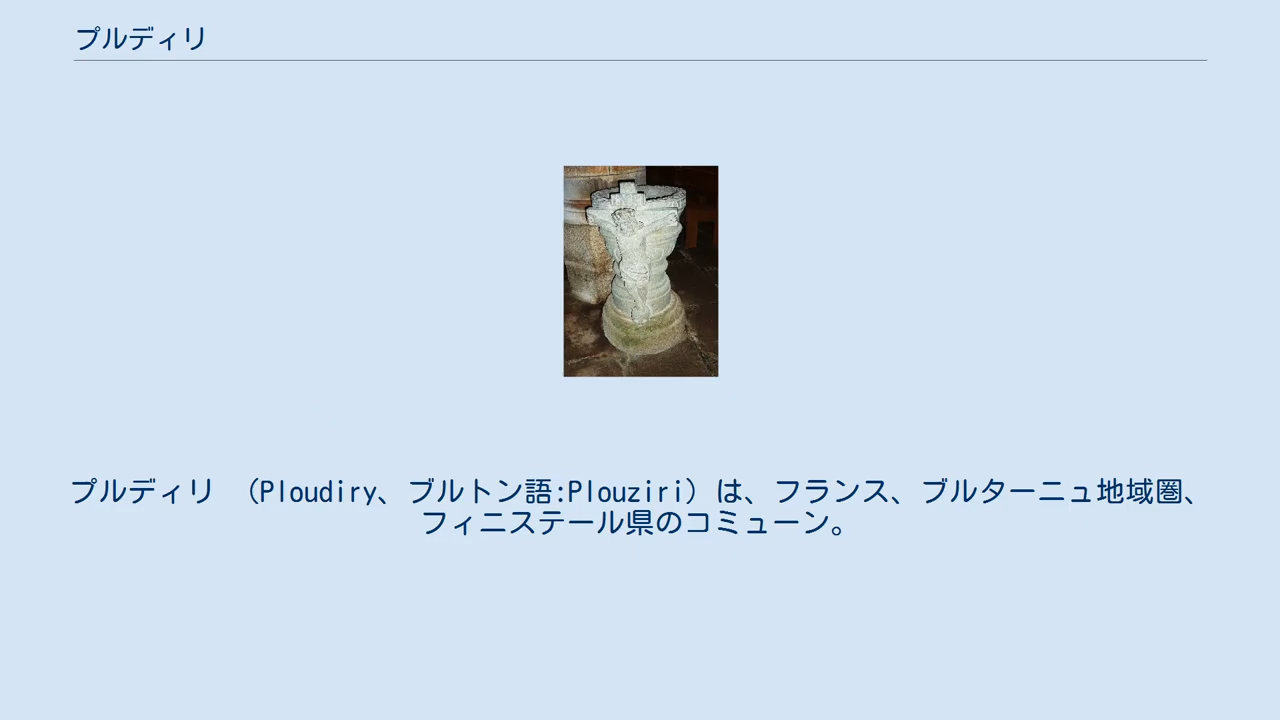 プルディリ
プルディリ （Ploudiry、ブルトン語:Plouziri）は、フランス、ブルターニュ地域圏、
フィニステール県のコミューン。